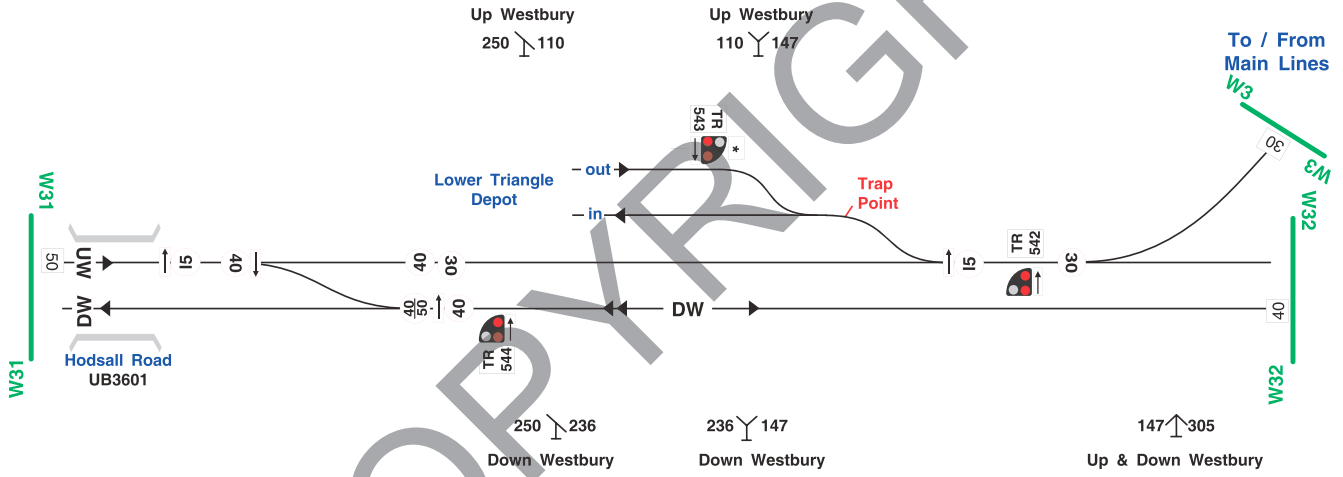 Up Westbury
250 110
Up Westbury
110 147
To / From
Main Lines
W3
W3
30
TR
543
*
out
in
Lower Triangle
Depot
Trap
Point
W31
W32
50
UW
15
40
40
30
15
TR
542
30
DW
40
50
40
DW
40
TR
544
Hodsall Road
UB3601
W31
W32
250 236
Down Westbury
236 147
Down Westbury
147 305
Up & Down Westbury
OPYRIG